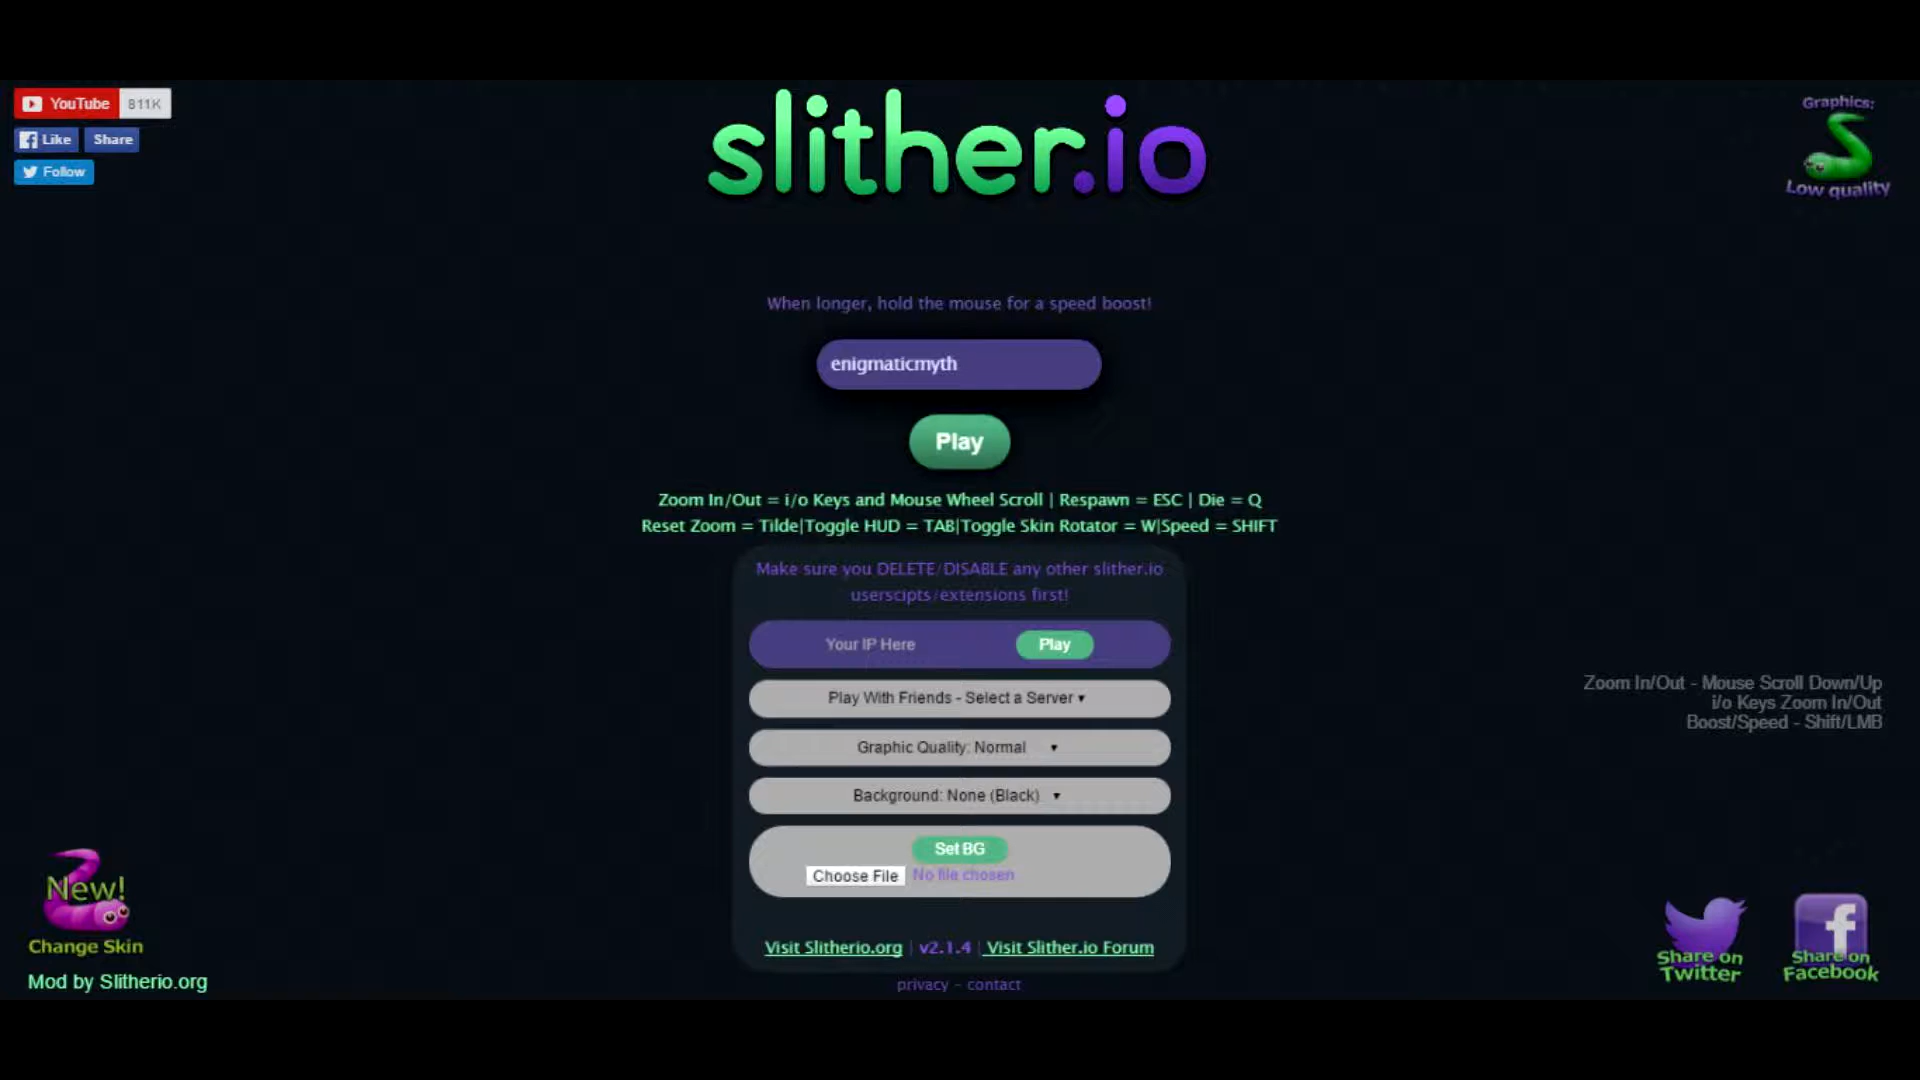 YouTube 811K
Like Share
Follow
slither.io
Graphics:
Low quality
When longer, hold the mouse for a speed boost!
enigmaticmyth
Play
Zoom In/Out = i/o Keys and Mouse Wheel Scroll | Respawn = ESC | Die = Q
Reset Zoom = Tilde|Toggle HUD = TAB|Toggle Skin Rotator = W|Speed = SHIFT
Make sure you DELETE/DISABLE any other slither.io
userscipts/extensions first!
Your IP Here Play
Play With Friends - Select a Server
Graphic Quality: Normal
Background: None (Black)
Set BG
Choose File No file chosen
Visit Slitherio.org | v2.1.4 | Visit Slither.io Forum
privacy - contact
Zoom In/Out - Mouse Scroll Down/Up
i/o Keys Zoom In/Out
Boost/Speed - Shift/LMB
New!
Change Skin
Mod by Slitherio.org
Share on
Twitter
Share on
Facebook